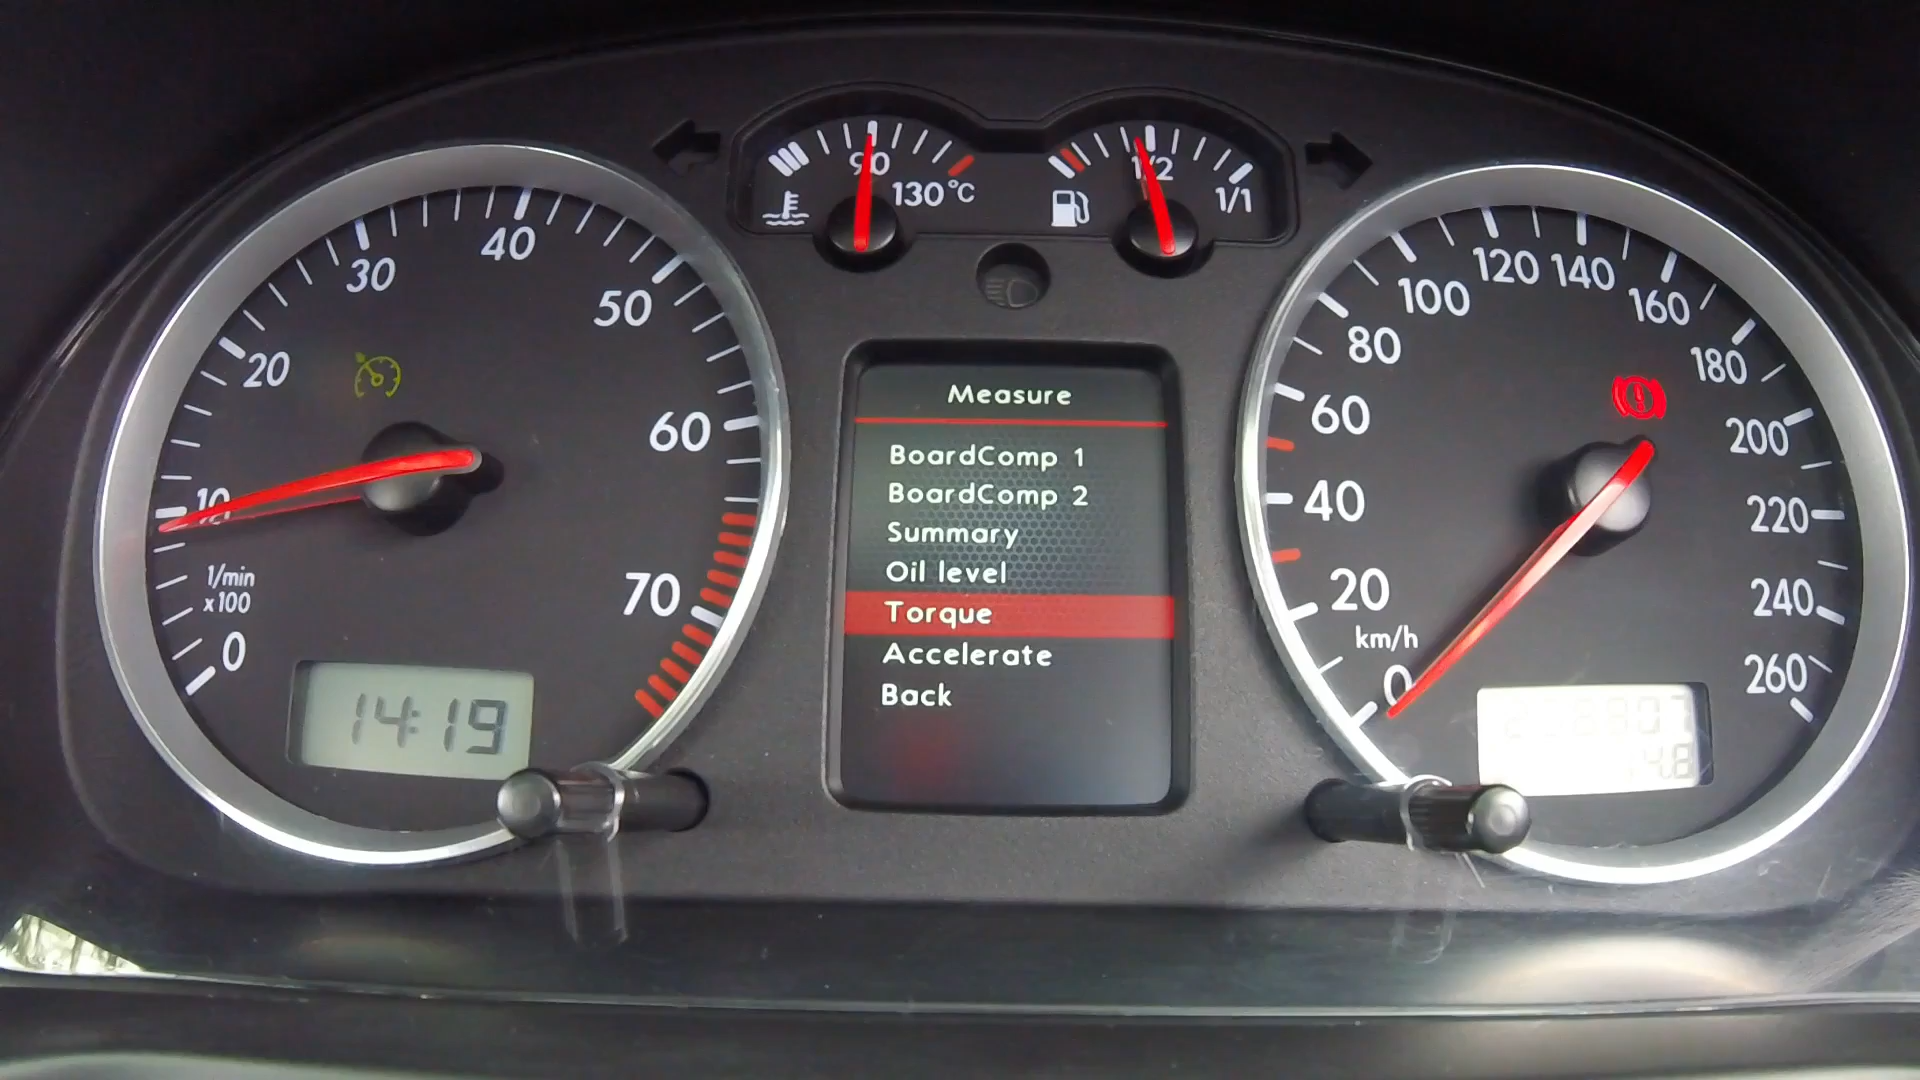 90
130°C
1/2
1/1
0
10
20
30
40
50
60
70
1/min
x100
14:19
Measure
BoardComp 1
BoardComp 2
Summary
Oil level
Torque
Accelerate
Back
0
20
40
60
80
100
120
140
160
180
200
220
240
260
km/h